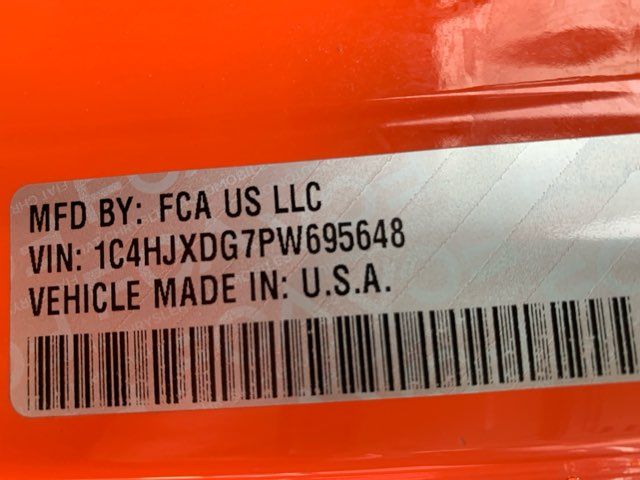 MFD BY: FCA US LLC
VIN: 1C4HJXDG7PW695648
VEHICLE MADE IN: U.S.A.